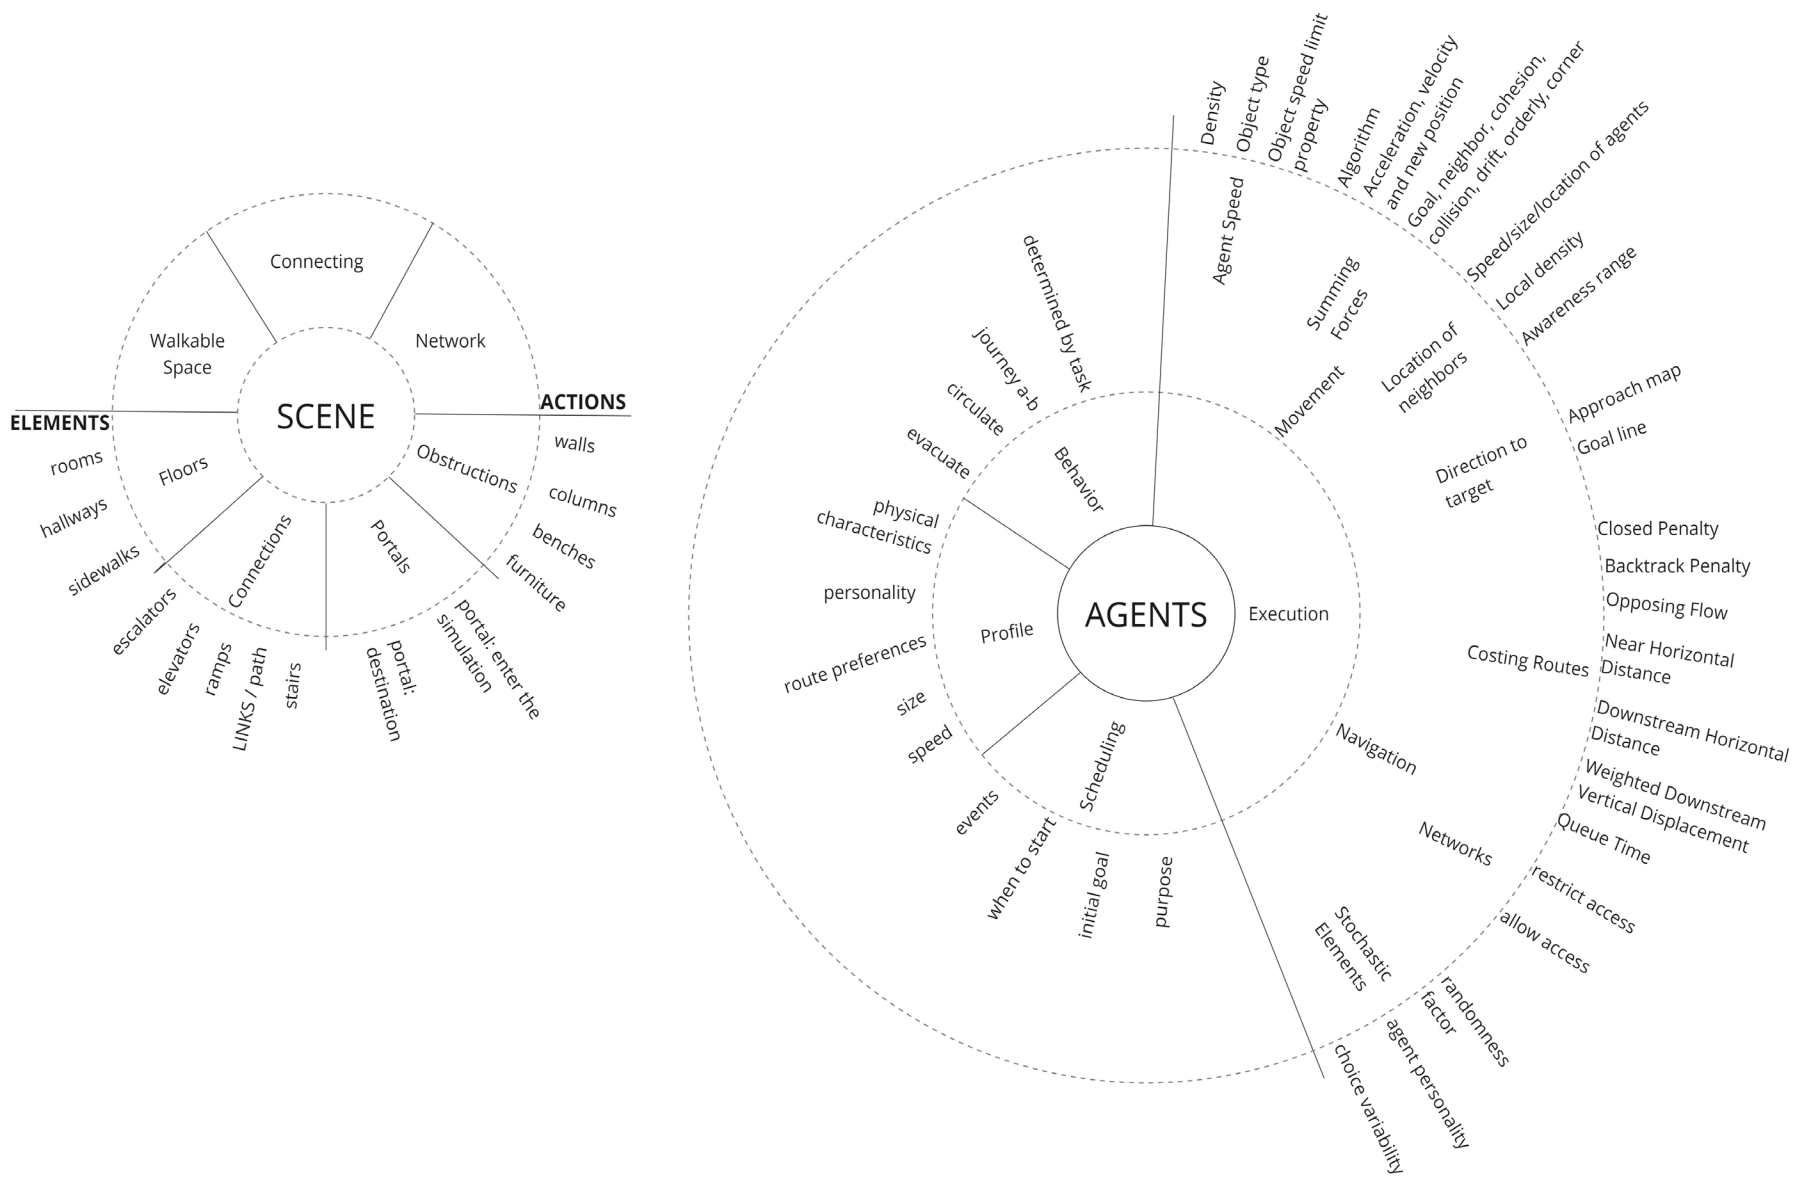 SCENE
Connecting
Walkable
Space
Network
ELEMENTS
ACTIONS
Floors
rooms
hallways
sidewalks
Connections
escalators
elevators
ramps
LINKS / path
stairs
Portals
portal:
destination
portal: enter the
simulation
Obstructions
walls
columns
benches
furniture
AGENTS
Behavior
determined by task
journey a-b
circulate
evacuate
Profile
physical
characteristics
personality
route preferences
size
speed
Scheduling
events
when to start
initial goal
purpose
Execution
Movement
Agent Speed
Density
Object type
Object speed limit
property
Summing
Forces
Algorithm
Acceleration, velocity
and new position
Goal, neighbor, cohesion,
collision, drift, orderly, corner
Location of
neighbors
Speed/size/location of agents
Local density
Awareness range
Direction to
target
Approach map
Goal line
Navigation
Costing Routes
Closed Penalty
Backtrack Penalty
Opposing Flow
Near Horizontal
Distance
Downstream Horizontal
Distance
Weighted Downstream
Vertical Displacement
Queue Time
Networks
restrict access
allow access
Stochastic
Elements
randomness
factor
agent personality
choice variability